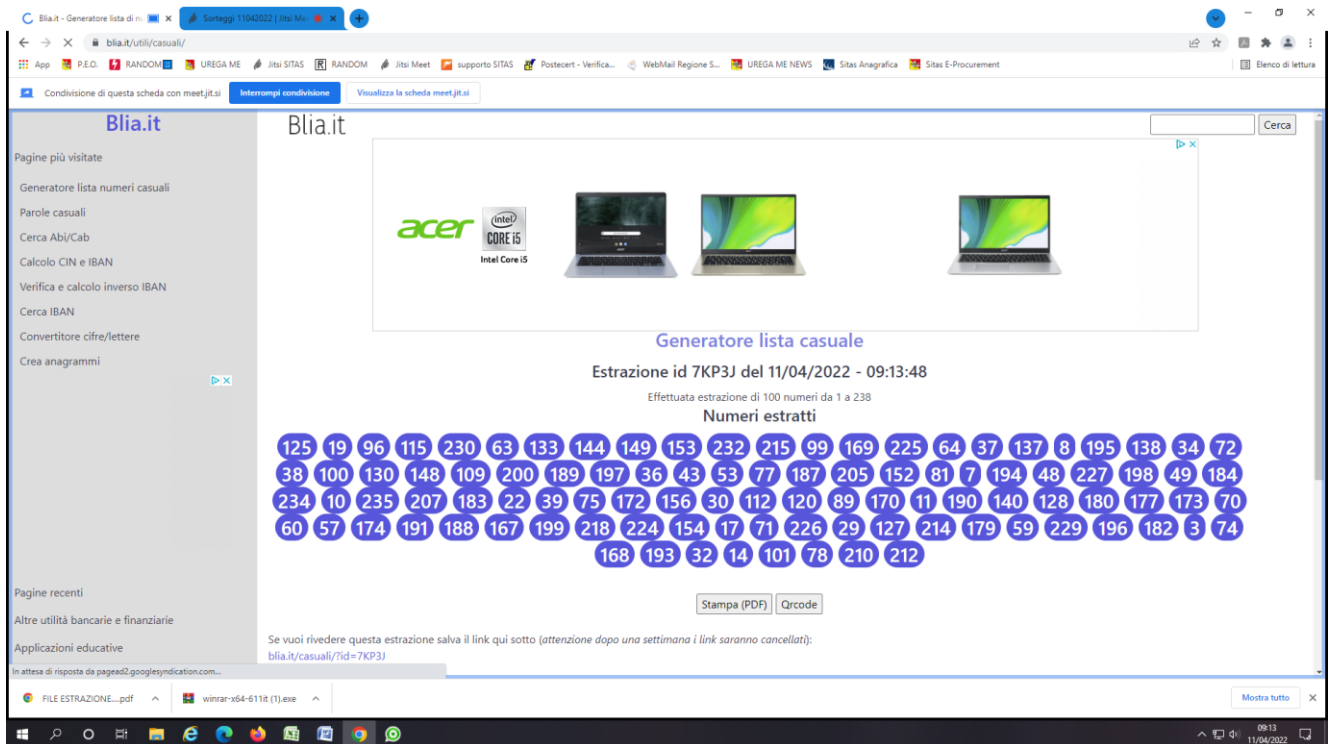 Blia.it - Generatore lista di n
Sorteggi 11042022 | Jitsi Me
blia.it/utili/casuali/
App P.E.O. RANDOM UREGA ME Jitsi SITAS RANDOM Jitsi Meet supporto SITAS Postecert - Verifica... WebMail Regione S... UREGA ME NEWS Sitas Anagrafica Sitas E-Procurement Elenco di lettura
Condivisione di questa scheda con meet.jit.si Interrompi condivisione Visualizza la scheda meet.jit.si
Blia.it
Pagine più visitate
Generatore lista numeri casuali
Parole casuali
Cerca Abi/Cab
Calcolo CIN e IBAN
Verifica e calcolo inverso IBAN
Cerca IBAN
Convertitore cifre/lettere
Crea anagrammi
Pagine recenti
Altre utilità bancarie e finanziarie
Applicazioni educative
Blia.it
Cerca
acer
intel
CORE i5
Intel Core i5
Generatore lista casuale
Estrazione id 7KP3J del 11/04/2022 - 09:13:48
Effettuata estrazione di 100 numeri da 1 a 238
Numeri estratti
125 19 96 115 230 63 133 144 149 153 232 215 99 169 225 64 37 137 8 195 138 34 72
38 100 130 148 109 200 189 197 36 43 53 77 187 205 152 81 7 194 48 227 198 49 184
234 10 235 207 183 22 39 75 172 156 30 112 120 89 170 11 190 140 128 180 177 173 70
60 57 174 191 188 167 199 218 224 154 17 71 226 29 127 214 179 59 229 196 182 3 74
168 193 32 14 101 78 210 212
Stampa (PDF) Qrcode
Se vuoi rivedere questa estrazione salva il link qui sotto (attenzione dopo una settimana i link saranno cancellati):
blia.it/casuali/?id=7KP3J
In attesa di risposta da pagead2.googlesyndication.com...
FILE ESTRAZIONE....pdf winrar-x64-611it (1).exe Mostra tutto
09:13
11/04/2022